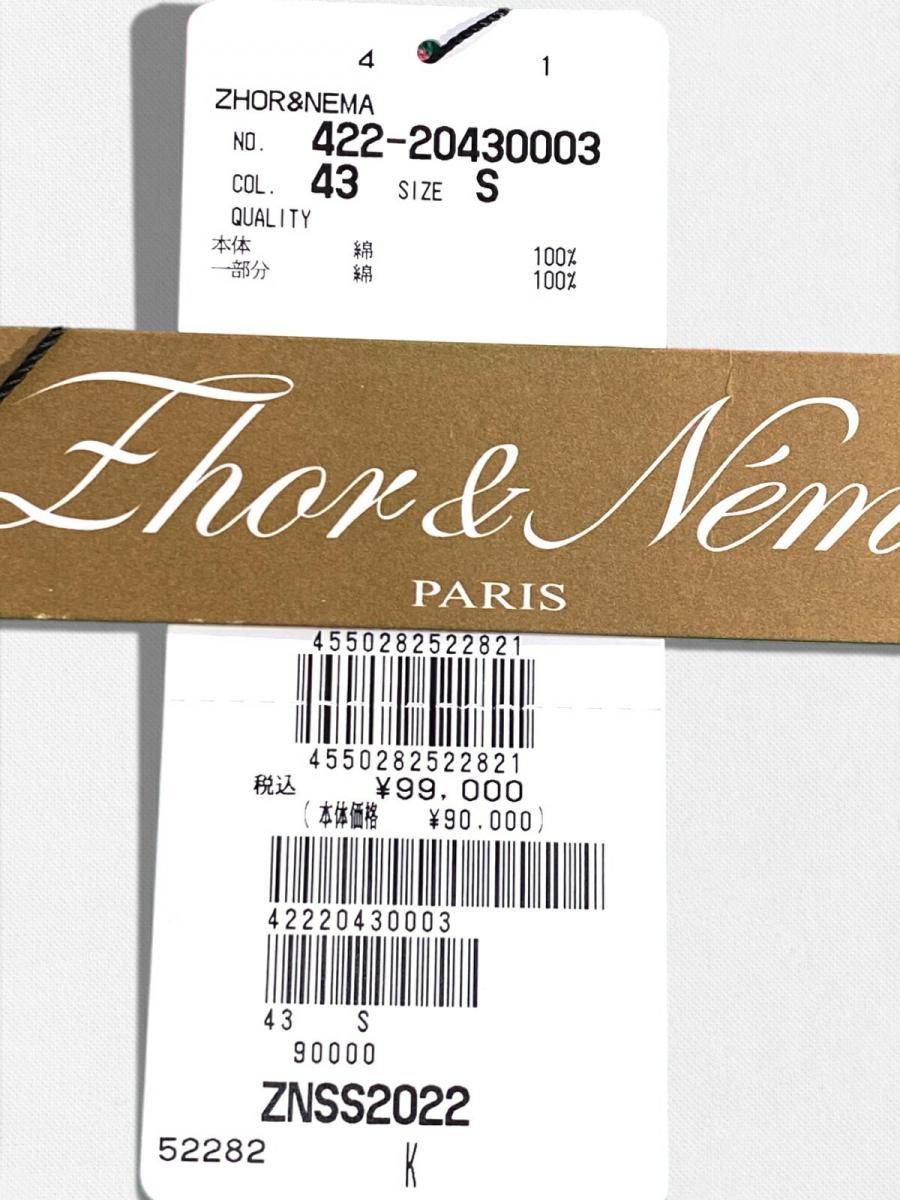 4 1
ZHOR&NEMA
NO. 422-20430003
COL. 43 SIZE S
QUALITY
本体 綿 100%
一部分 綿 100%
Zhor & Ném
PARIS
4550282522821
4550282522821
税込 ¥99,000
(本体価格 ¥90,000)
42220430003
43 S
90000
ZNSS2022
52282 K